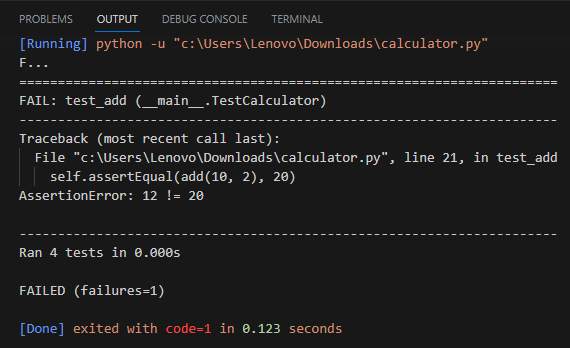 PROBLEMS OUTPUT DEBUG CONSOLE TERMINAL
[Running] python -u "c:\Users\Lenovo\Downloads\calculator.py"
F...
======================================================================
FAIL: test_add (__main__.TestCalculator)
----------------------------------------------------------------------
Traceback (most recent call last):
  File "c:\Users\Lenovo\Downloads\calculator.py", line 21, in test_add
    self.assertEqual(add(10, 2), 20)
AssertionError: 12 != 20
----------------------------------------------------------------------
Ran 4 tests in 0.000s
FAILED (failures=1)
[Done] exited with code=1 in 0.123 seconds